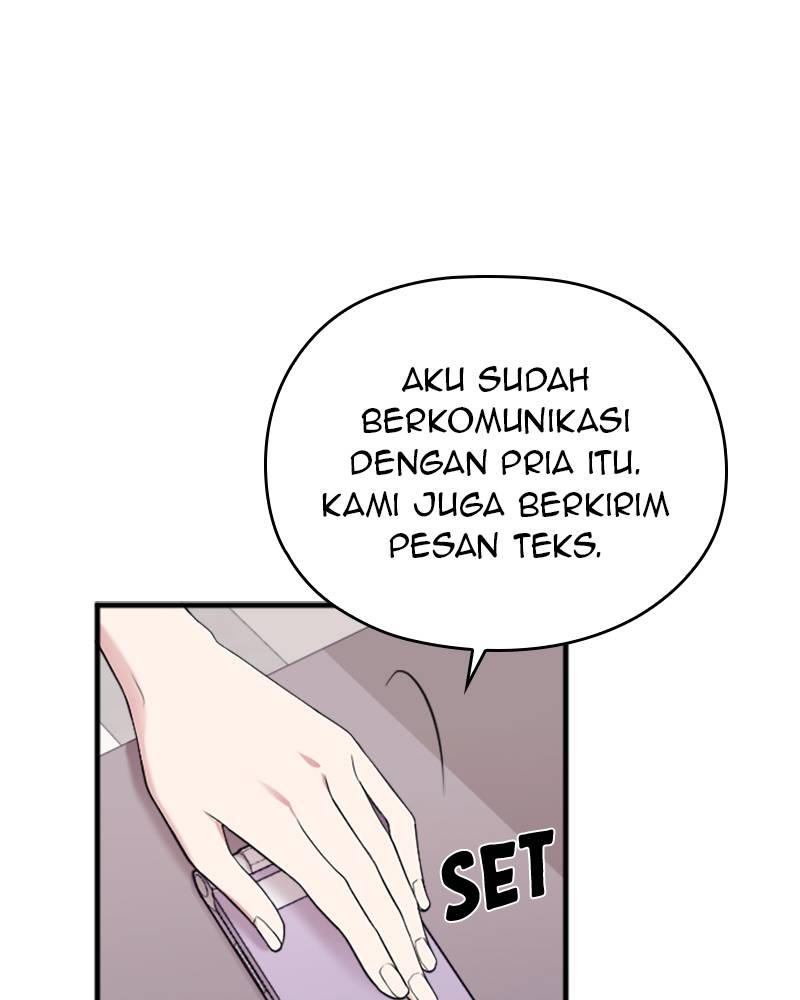 AKU SUDAH
BERKOMUNIKASI
DENGAN PRIA ITU.
KAMI JUGA BERKIRIM
PESAN TEKS.
SET